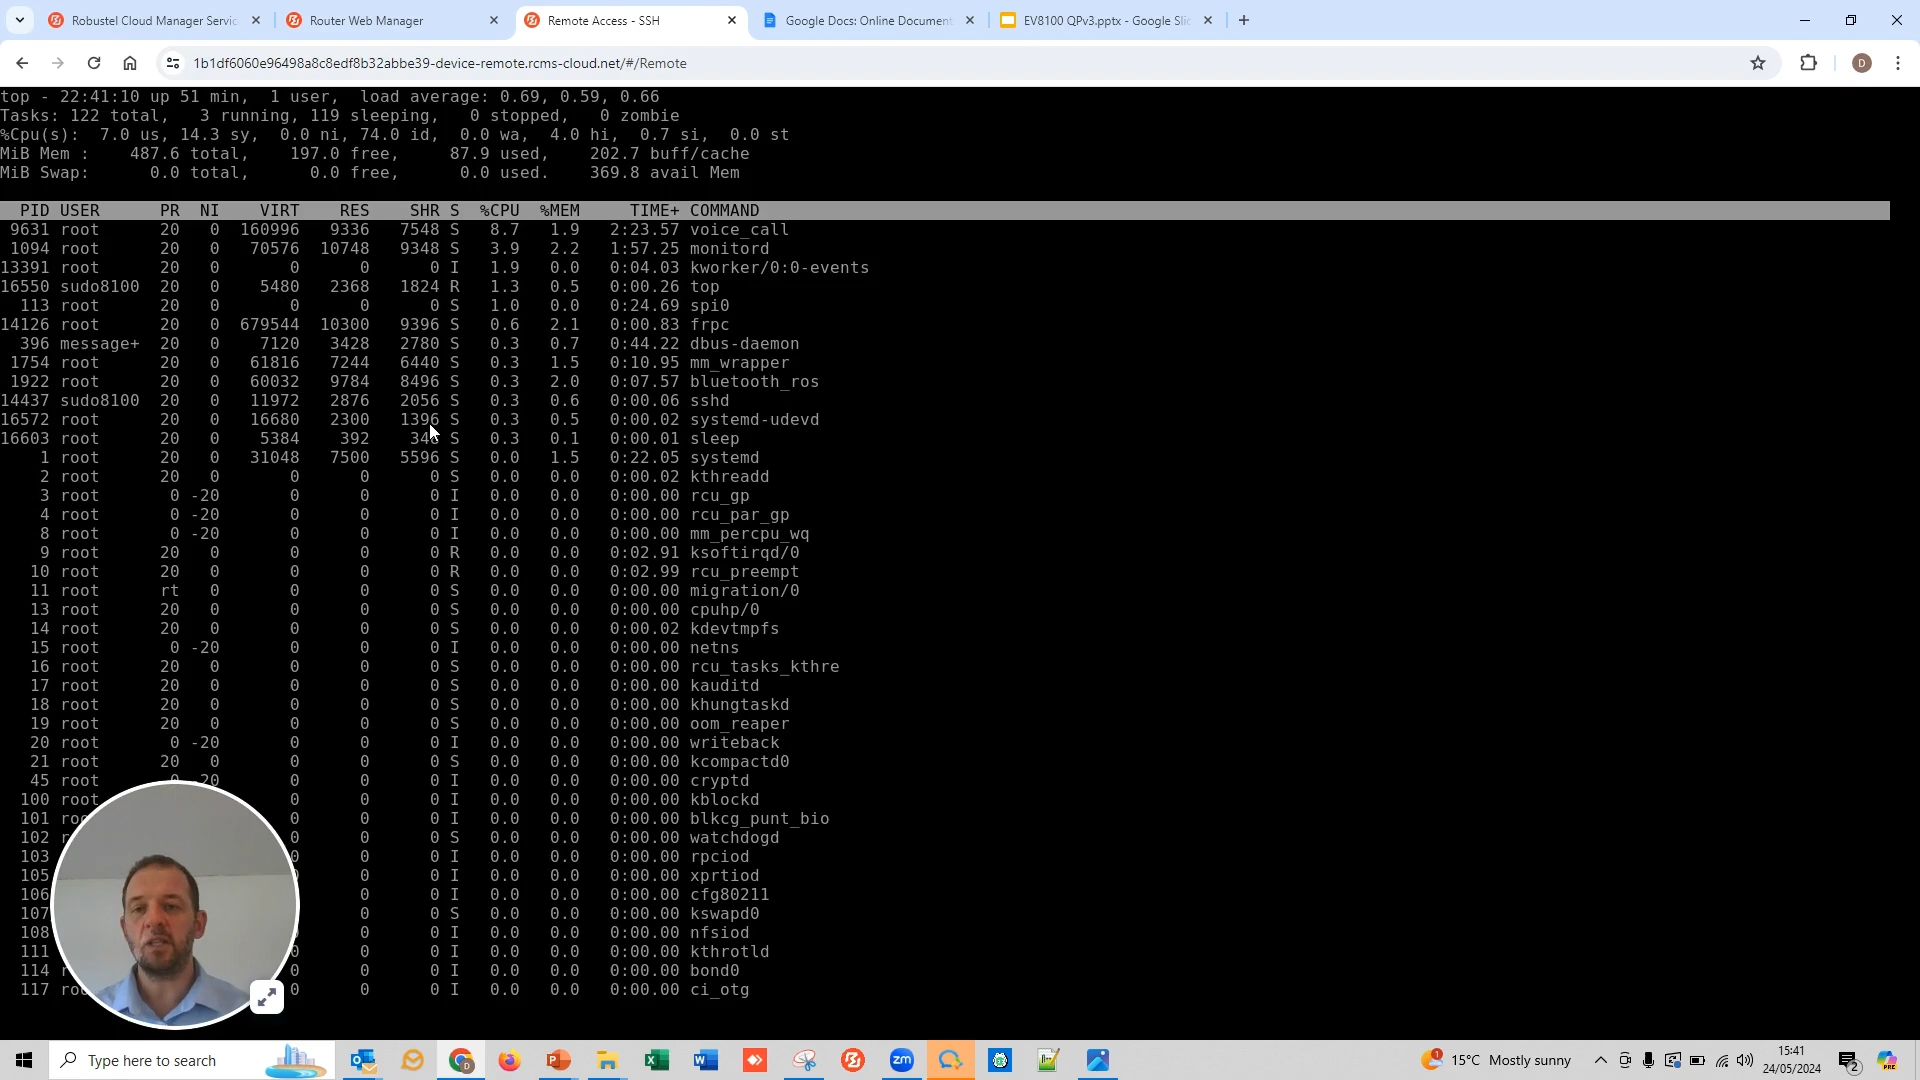 Robustel Cloud Manager Servic
Router Web Manager
Remote Access - SSH
Google Docs: Online Document
EV8100 QPv3.pptx - Google Slic
1b1df6060e96498a8c8edf8b32abbe39-device-remote.rcms-cloud.net/#/Remote
D
top - 22:41:10 up 51 min,  1 user,  load average: 0.69, 0.59, 0.66
Tasks: 122 total,   3 running, 119 sleeping,   0 stopped,   0 zombie
%Cpu(s):  7.0 us, 14.3 sy,  0.0 ni, 74.0 id,  0.0 wa,  4.0 hi,  0.7 si,  0.0 st
MiB Mem :    487.6 total,    197.0 free,     87.9 used,    202.7 buff/cache
MiB Swap:      0.0 total,      0.0 free,      0.0 used.    369.8 avail Mem
PID USER PR NI VIRT RES SHR S %CPU %MEM TIME+ COMMAND
9631 root 20 0 160996 9336 7548 S 8.7 1.9 2:23.57 voice_call
1094 root 20 0 70576 10748 9348 S 3.9 2.2 1:57.25 monitord
13391 root 20 0 0 0 0 I 1.9 0.0 0:04.03 kworker/0:0-events
16550 sudo8100 20 0 5480 2368 1824 R 1.3 0.5 0:00.26 top
113 root 20 0 0 0 0 S 1.0 0.0 0:24.69 spi0
14126 root 20 0 679544 10300 9396 S 0.6 2.1 0:00.83 frpc
396 message+ 20 0 7120 3428 2780 S 0.3 0.7 0:44.22 dbus-daemon
1754 root 20 0 61816 7244 6440 S 0.3 1.5 0:10.95 mm_wrapper
1922 root 20 0 60032 9784 8496 S 0.3 2.0 0:07.57 bluetooth_ros
14437 sudo8100 20 0 11972 2876 2056 S 0.3 0.6 0:00.06 sshd
16572 root 20 0 16680 2300 1396 S 0.3 0.5 0:00.02 systemd-udevd
16603 root 20 0 5384 392 348 S 0.3 0.1 0:00.01 sleep
1 root 20 0 31048 7500 5596 S 0.0 1.5 0:22.05 systemd
2 root 20 0 0 0 0 S 0.0 0.0 0:00.02 kthreadd
3 root 0 -20 0 0 0 I 0.0 0.0 0:00.00 rcu_gp
4 root 0 -20 0 0 0 I 0.0 0.0 0:00.00 rcu_par_gp
8 root 0 -20 0 0 0 I 0.0 0.0 0:00.00 mm_percpu_wq
9 root 20 0 0 0 0 R 0.0 0.0 0:02.91 ksoftirqd/0
10 root 20 0 0 0 0 R 0.0 0.0 0:02.99 rcu_preempt
11 root rt 0 0 0 0 S 0.0 0.0 0:00.00 migration/0
13 root 20 0 0 0 0 S 0.0 0.0 0:00.00 cpuhp/0
14 root 20 0 0 0 0 S 0.0 0.0 0:00.02 kdevtmpfs
15 root 0 -20 0 0 0 I 0.0 0.0 0:00.00 netns
16 root 20 0 0 0 0 S 0.0 0.0 0:00.00 rcu_tasks_kthre
17 root 20 0 0 0 0 S 0.0 0.0 0:00.00 kauditd
18 root 20 0 0 0 0 S 0.0 0.0 0:00.00 khungtaskd
19 root 20 0 0 0 0 S 0.0 0.0 0:00.00 oom_reaper
20 root 0 -20 0 0 0 I 0.0 0.0 0:00.00 writeback
21 root 20 0 0 0 0 S 0.0 0.0 0:00.00 kcompactd0
45 root 0 -20 0 0 0 I 0.0 0.0 0:00.00 cryptd
100 root 0 0 0 I 0.0 0.0 0:00.00 kblockd
101 0 0 0 I 0.0 0.0 0:00.00 blkcg_punt_bio
102 0 0 0 S 0.0 0.0 0:00.00 watchdogd
103 0 0 0 I 0.0 0.0 0:00.00 rpciod
105 0 0 I 0.0 0.0 0:00.00 xprtiod
106 0 0 I 0.0 0.0 0:00.00 cfg80211
107 0 0 S 0.0 0.0 0:00.00 kswapd0
108 0 0 I 0.0 0.0 0:00.00 nfsiod
111 0 0 0 I 0.0 0.0 0:00.00 kthrotld
114 0 0 0 I 0.0 0.0 0:00.00 bond0
117 0 0 0 I 0.0 0.0 0:00.00 ci_otg
Type here to search
zm
1
15°C Mostly sunny
15:41
24/05/2024
2
PRE